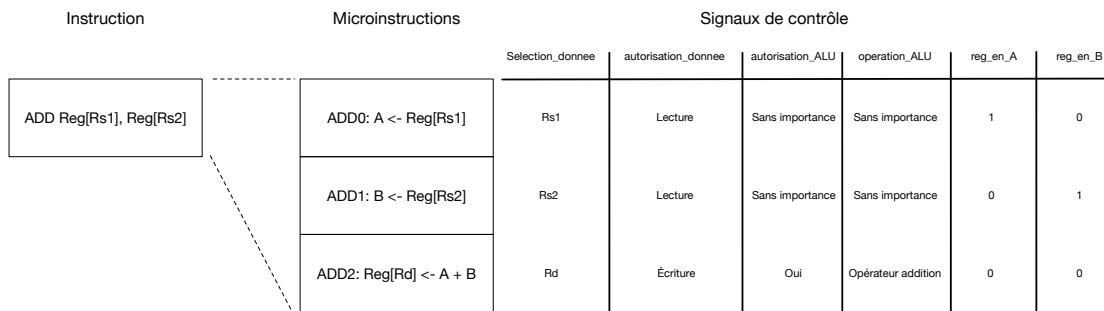 Instruction Microinstructions Signaux de contrôle
Selection_donnee autorisation_donnee autorisation_ALU operation_ALU reg_en_A reg_en_B
ADD Reg[Rs1], Reg[Rs2] ADD0: A <- Reg[Rs1] Rs1 Lecture Sans importance Sans importance 1 0
ADD1: B <- Reg[Rs2] Rs2 Lecture Sans importance Sans importance 0 1
ADD2: Reg[Rd] <- A + B Rd Écriture Oui Opérateur addition 0 0